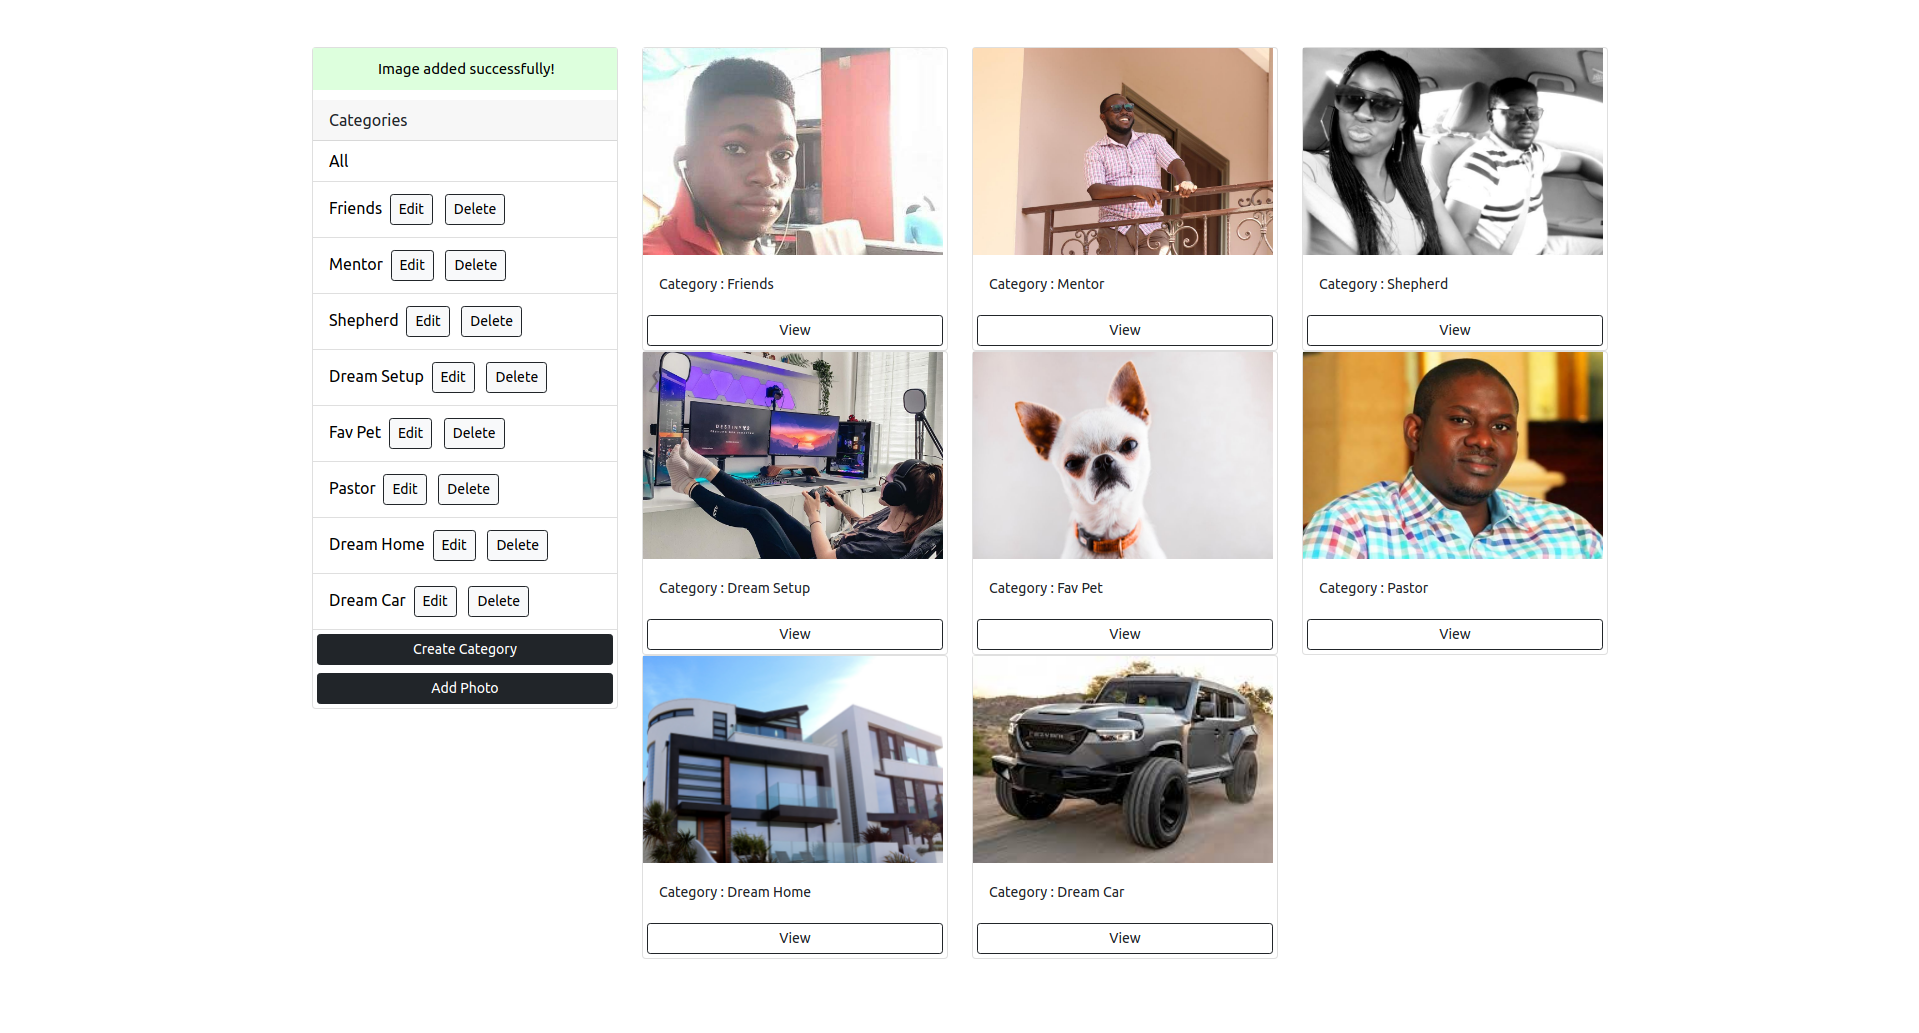 Image added successfully!
Categories
All
Friends Edit Delete
Mentor Edit Delete
Shepherd Edit Delete
Dream Setup Edit Delete
Fav Pet Edit Delete
Pastor Edit Delete
Dream Home Edit Delete
Dream Car Edit Delete
Create Category
Add Photo
Category : Friends
View
Category : Mentor
View
Category : Shepherd
View
DESTINY 2
Category : Dream Setup
View
Category : Fav Pet
View
Category : Pastor
View
Category : Dream Home
View
Category : Dream Car
View